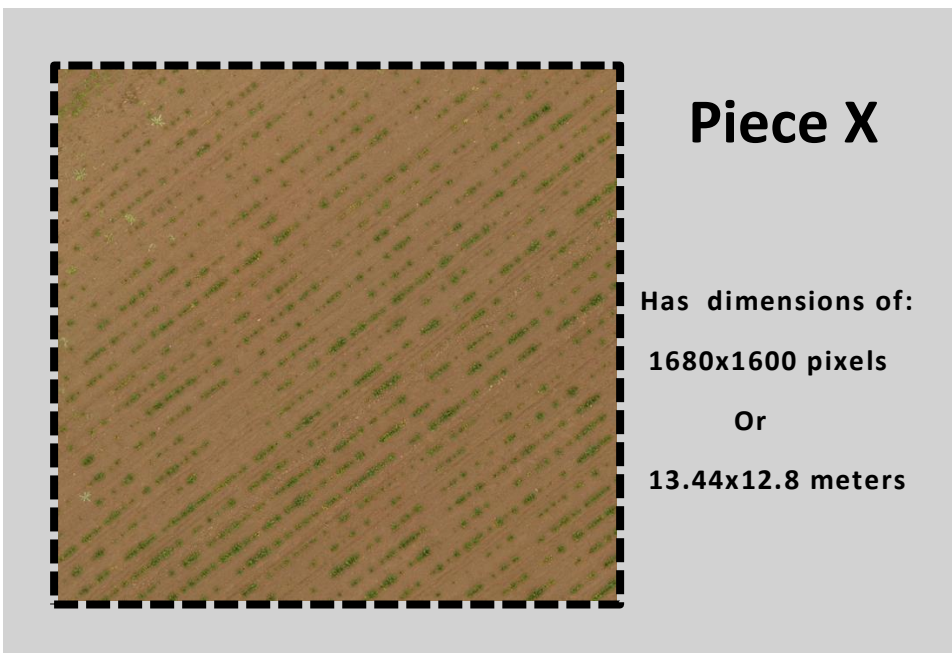 Piece X
Has dimensions of:
1680x1600 pixels
Or
13.44x12.8 meters